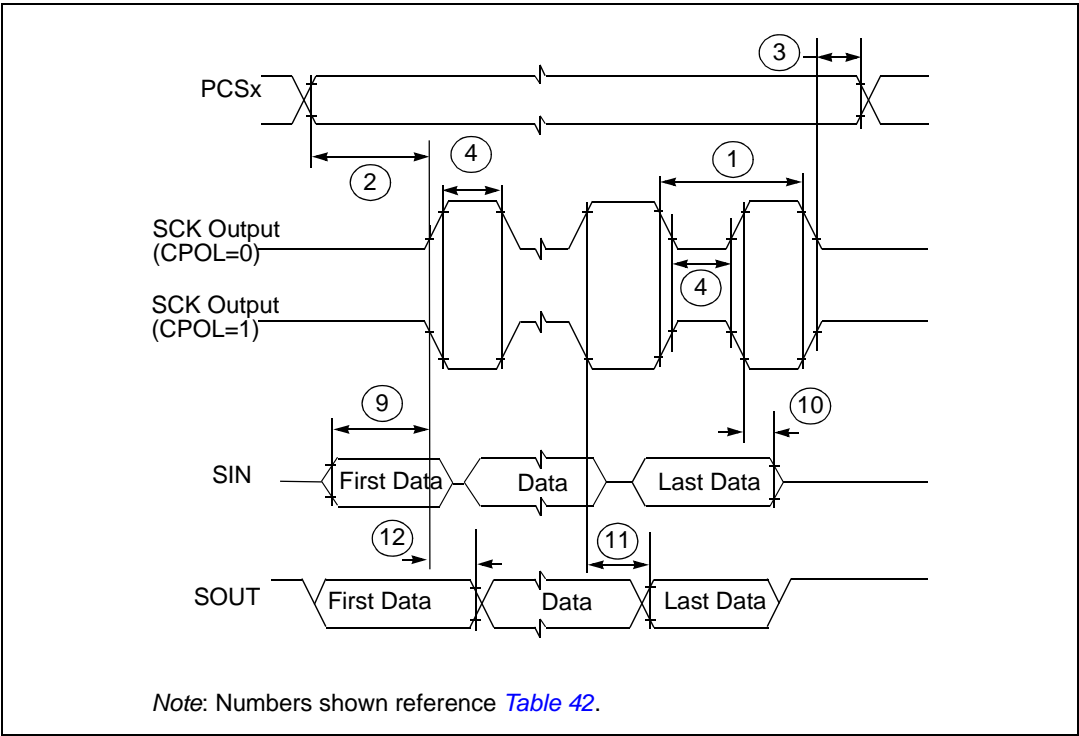 3
PCSx
4
1
2
SCK Output
(CPOL=0)
4
SCK Output
(CPOL=1)
9
10
SIN
First Data
Data
Last Data
12
11
SOUT
First Data
Data
Last Data
Note: Numbers shown reference Table 42.